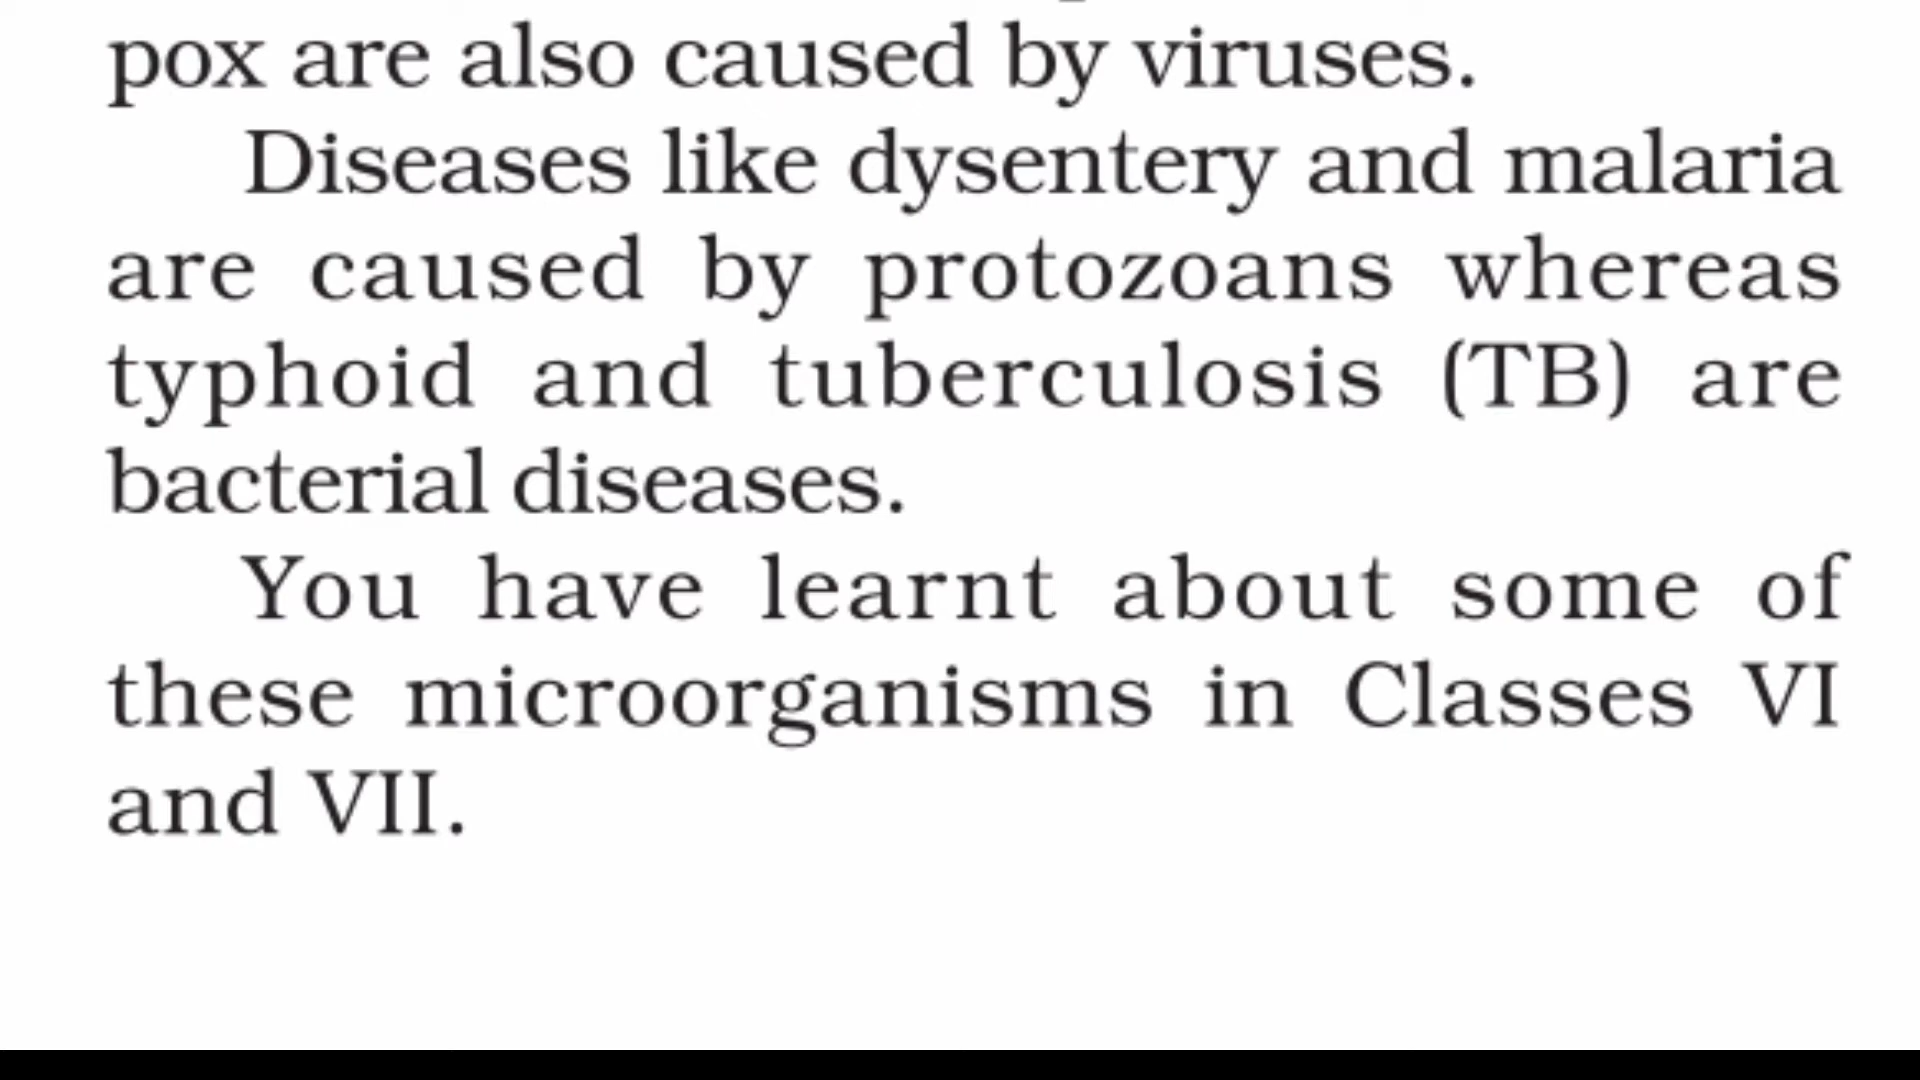 pox are also caused by viruses.
Diseases like dysentery and malaria
are caused by protozoans whereas
typhoid and tuberculosis (TB) are
bacterial diseases.
You have learnt about some of
these microorganisms in Classes VI
and VII.